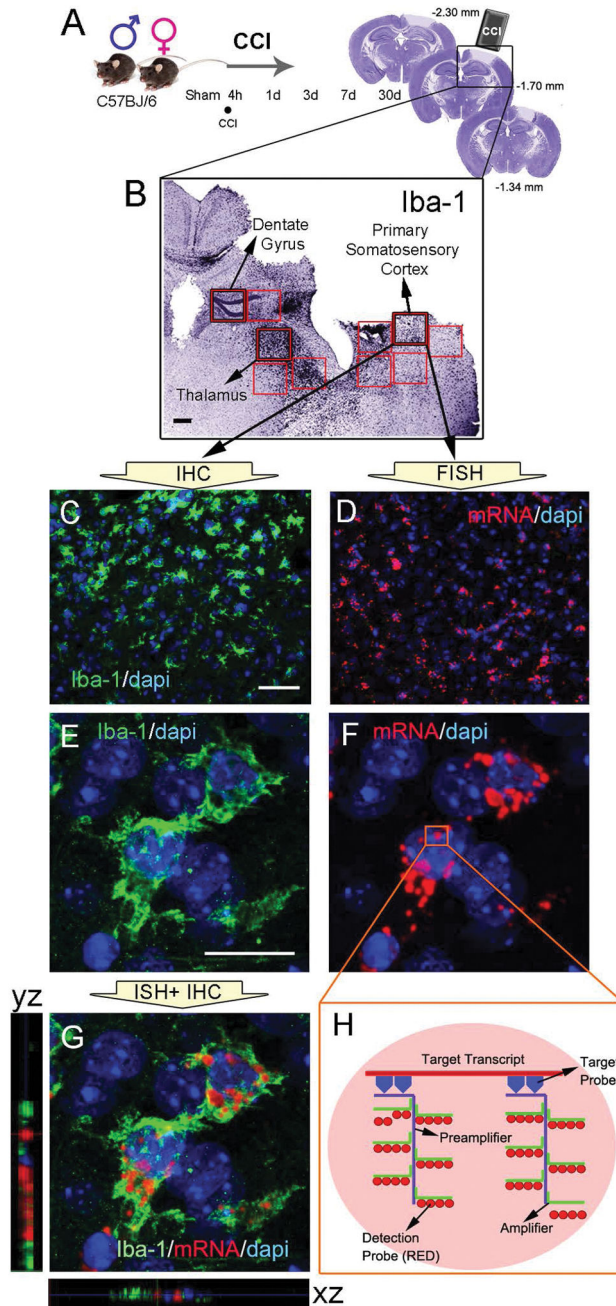 A
CCI
C57BJ/6
Sham 4h 1d 3d 7d 30d
CCI
-2.30 mm
CCI
-1.70 mm
-1.34 mm
B
Iba-1
Dentate
Gyrus
Primary
Somatosensory
Cortex
Thalamus
IHC
FISH
C
Iba-1/dapi
D
mRNA/dapi
E
Iba-1/dapi
F
mRNA/dapi
ISH+ IHC
yz
G
Iba-1/mRNA/dapi
xz
H
Target Transcript
Target
Probe
Preamplifier
Detection
Probe (RED)
Amplifier